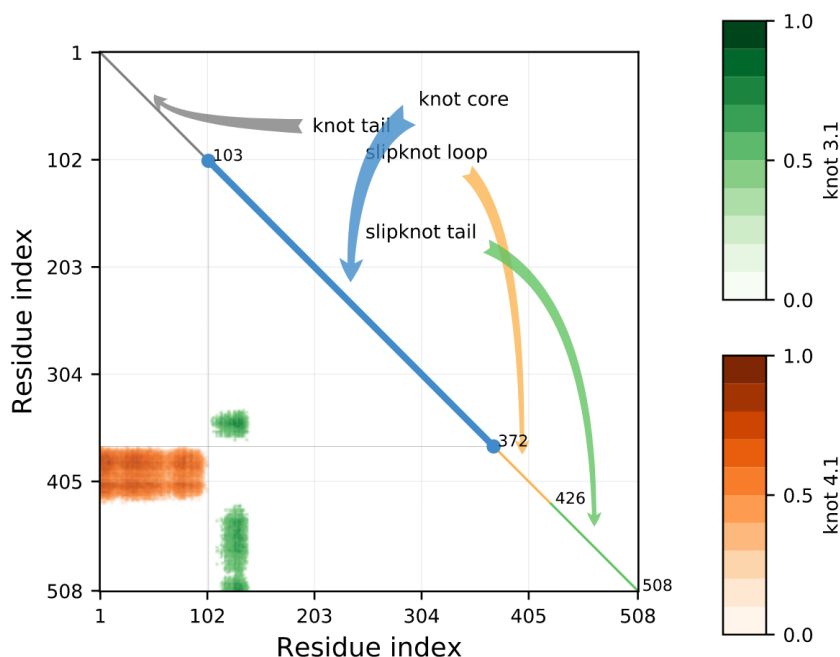 1
102
203
304
405
508
Residue index
1
102
203
304
405
508
Residue index
knot core
knot tail
103
slipknot loop
slipknot tail
372
426
508
1.0
0.5
0.0
knot 3.1
1.0
0.5
0.0
knot 4.1